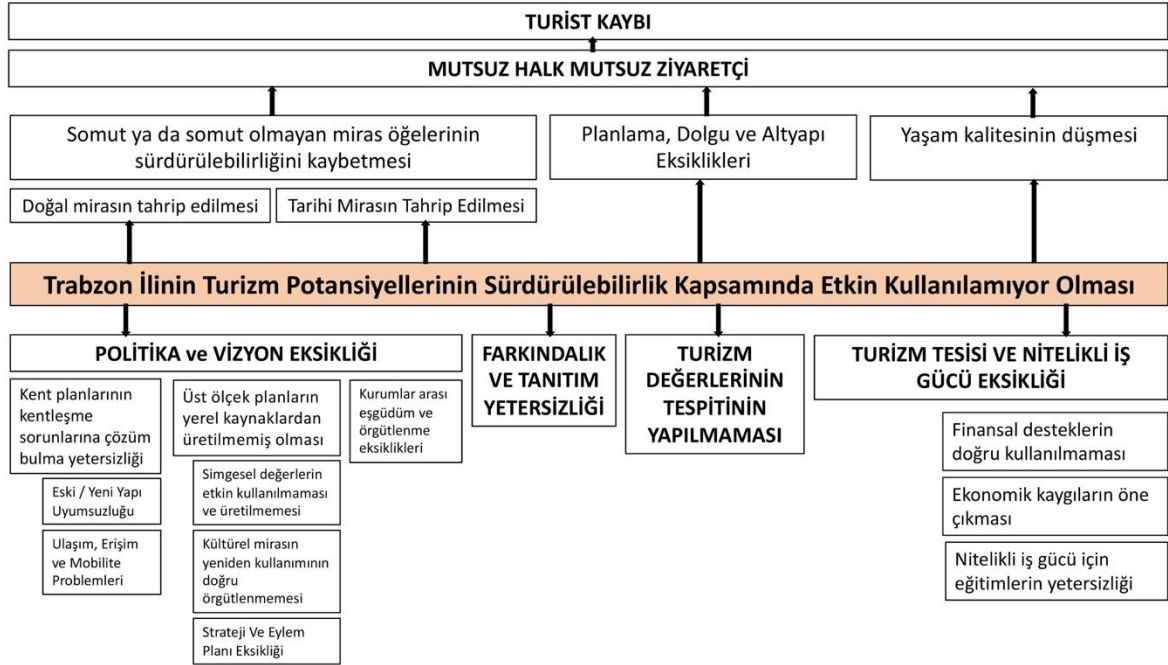 TURİST KAYBI
MUTSUZ HALK MUTSUZ ZİYARETÇİ
Somut ya da somut olmayan miras öğelerinin
sürdürülebilirliğini kaybetmesi
Planlama, Dolgu ve Altyapı
Eksiklikleri
Yaşam kalitesinin düşmesi
Doğal mirasın tahrip edilmesi
Tarihi Mirasın Tahrip Edilmesi
Trabzon İlinin Turizm Potansiyellerinin Sürdürülebilirlik Kapsamında Etkin Kullanılamıyor Olması
POLİTİKA ve VİZYON EKSİKLİĞİ
Kent planlarının
kentleşme
sorunlarına çözüm
bulma yetersizliği
Eski / Yeni Yapı
Uyumsuzluğu
Ulaşım, Erişim
ve Mobilite
Problemleri
Üst ölçek planların
yerel kaynaklardan
üretilmemiş olması
Simgesel değerlerin
etkin kullanılmaması
ve üretilmemesi
Kültürel mirasın
yeniden kullanımının
doğru
örgütlenmemesi
Strateji Ve Eylem
Planı Eksikliği
Kurumlar arası
eşgüdüm ve
örgütlenme
eksiklikleri
FARKINDALIK
VE TANITIM
YETERSİZLİĞİ
TURİZM
DEĞERLERİNİN
TESPİTİNİN
YAPILMAMASI
TURİZM TESİSİ VE NİTELİKLİ İŞ
GÜCÜ EKSİKLİĞİ
Finansal desteklerin
doğru kullanılmaması
Ekonomik kaygıların öne
çıkması
Nitelikli iş gücü için
eğitimlerin yetersizliği